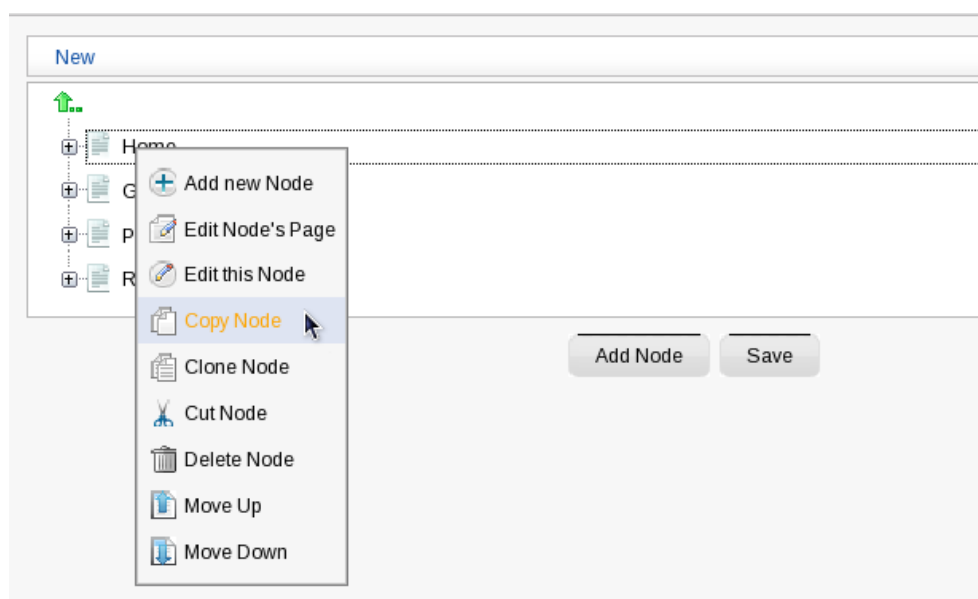 New
Home
G
Add new Node
P
Edit Node's Page
R
Edit this Node
Copy Node
Clone Node
Add Node
Save
Cut Node
Delete Node
Move Up
Move Down